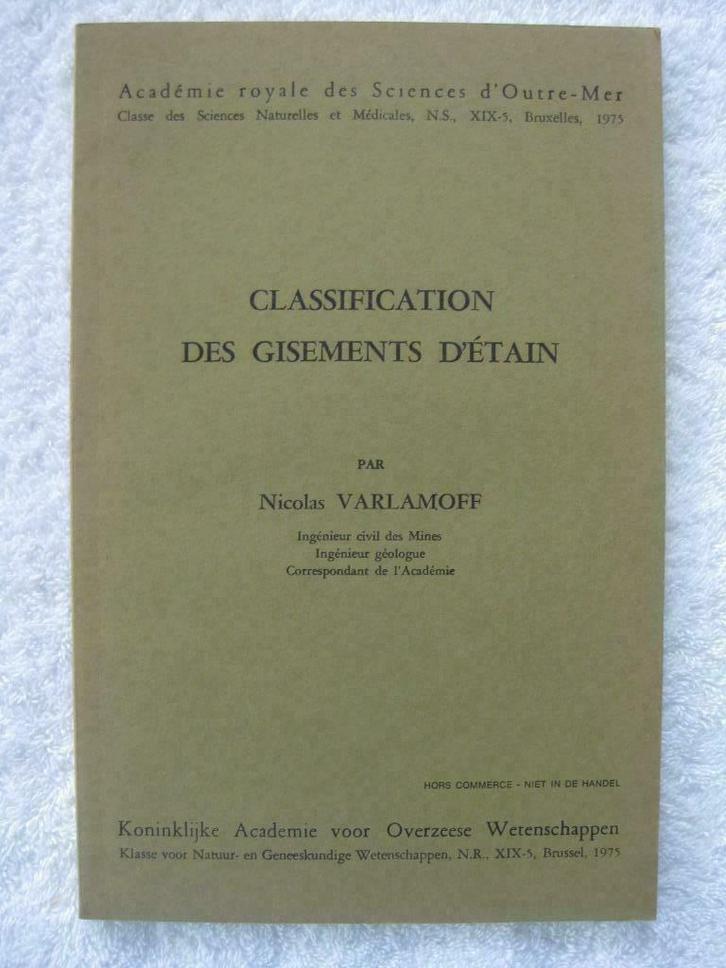 Académie royale des Sciences d'Outre-Mer
Classe des Sciences Naturelles et Médicales, N.S., XIX-5, Bruxelles, 1975
CLASSIFICATION
DES GISEMENTS D'ÉTAIN
PAR
Nicolas VARLAMOFF
Ingénieur civil des Mines
Ingénieur géologue
Correspondant de l'Académie
HORS COMMERCE - NIET IN DE HANDEL
Koninklijke Academie voor Overzeese Wetenschappen
Klasse voor Natuur- en Geneeskundige Wetenschappen, N.R., XIX-5, Brussel, 1975